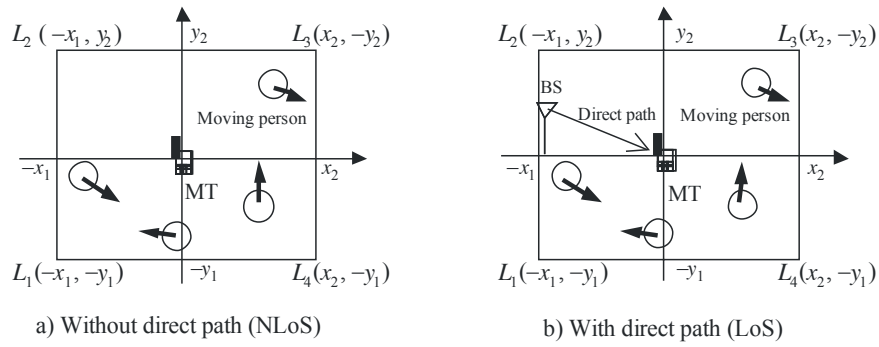 L₂ (−x₁, y₂)
y₂
L₃(x₂, −y₂)
Moving person
−x₁
x₂
MT
L₁(−x₁, −y₁)
−y₁
L₄(x₂, −y₁)
a) Without direct path (NLoS)
L₂ (−x₁, y₂)
y₂
L₃(x₂, −y₂)
BS
Direct path
Moving person
−x₁
x₂
MT
L₁(−x₁, −y₁)
−y₁
L₄(x₂, −y₁)
b) With direct path (LoS)